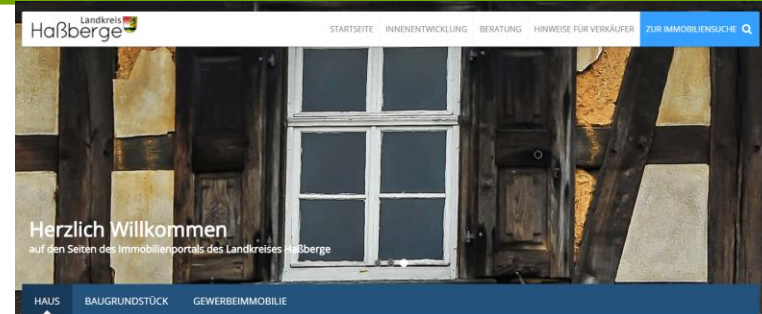 Landkreis
Haßberge
STARTSEITE INNENENTWICKLUNG BERATUNG HINWEISE FÜR VERKÄUFER ZUR IMMOBILIENSUCHE
Herzlich Willkommen
auf den Seiten des Immobilienportals des Landkreises Haßberge
HAUS BAUGRUNDSTÜCK GEWERBEIMMOBILIE